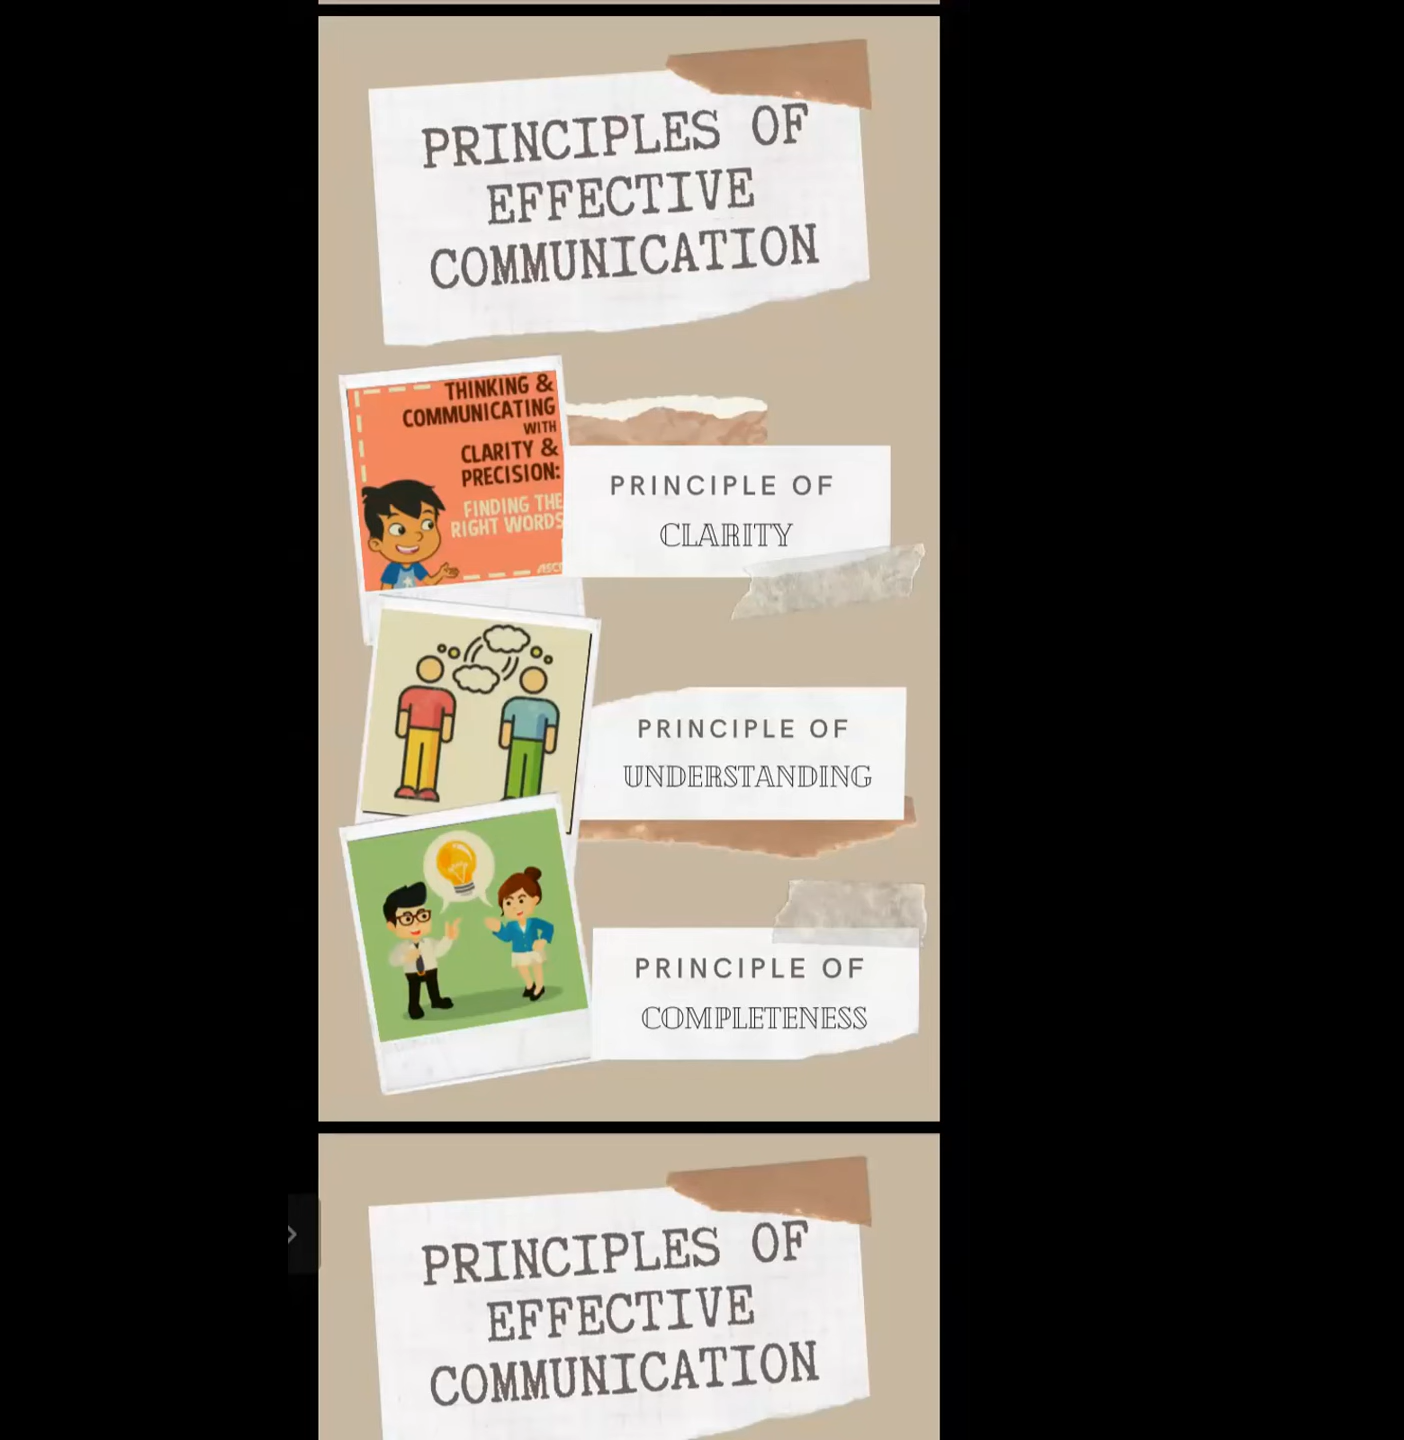 PRINCIPLES OF
EFFECTIVE
COMMUNICATION
THINKING &
COMMUNICATING
WITH
CLARITY &
PRECISION:
FINDING THE
RIGHT WORDS
PRINCIPLE OF
CLARITY
PRINCIPLE OF
UNDERSTANDING
PRINCIPLE OF
COMPLETENESS
PRINCIPLES OF
EFFECTIVE
COMMUNICATION